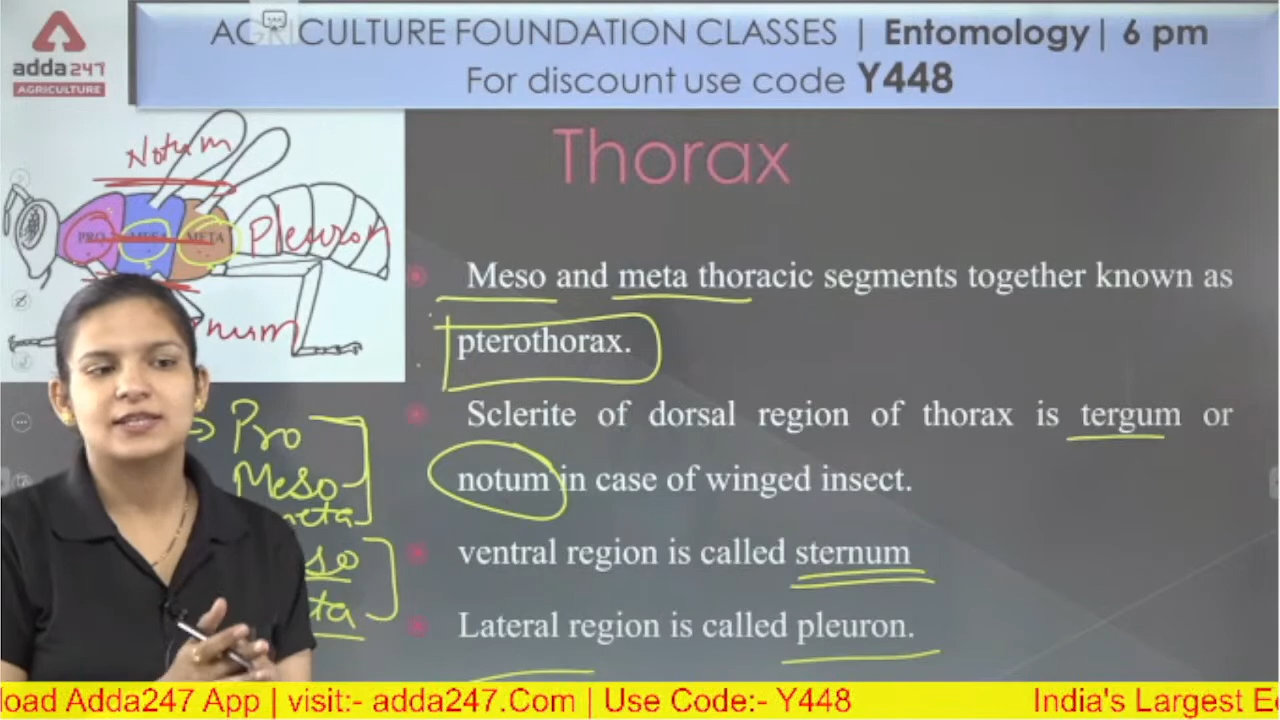 AGRICULTURE FOUNDATION CLASSES | Entomology| 6 pm
For discount use code Y448
adda247
AGRICULTURE
Thorax
Notum
PRO META
Pleuron
num
Meso and meta thoracic segments together known as
pterothorax.
Sclerite of dorsal region of thorax is tergum or
notum in case of winged insect.
ventral region is called sternum
Lateral region is called pleuron.
Pro
Meso
meta
so
ta
load Adda247 App | visit:- adda247.Com | Use Code:- Y448 India's Largest E